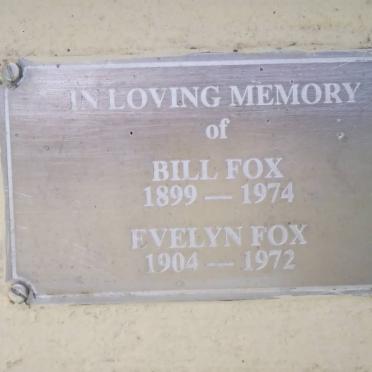 IN LOVING MEMORY
of
BILL FOX
1899 — 1974
EVELYN FOX
1904 — 1972